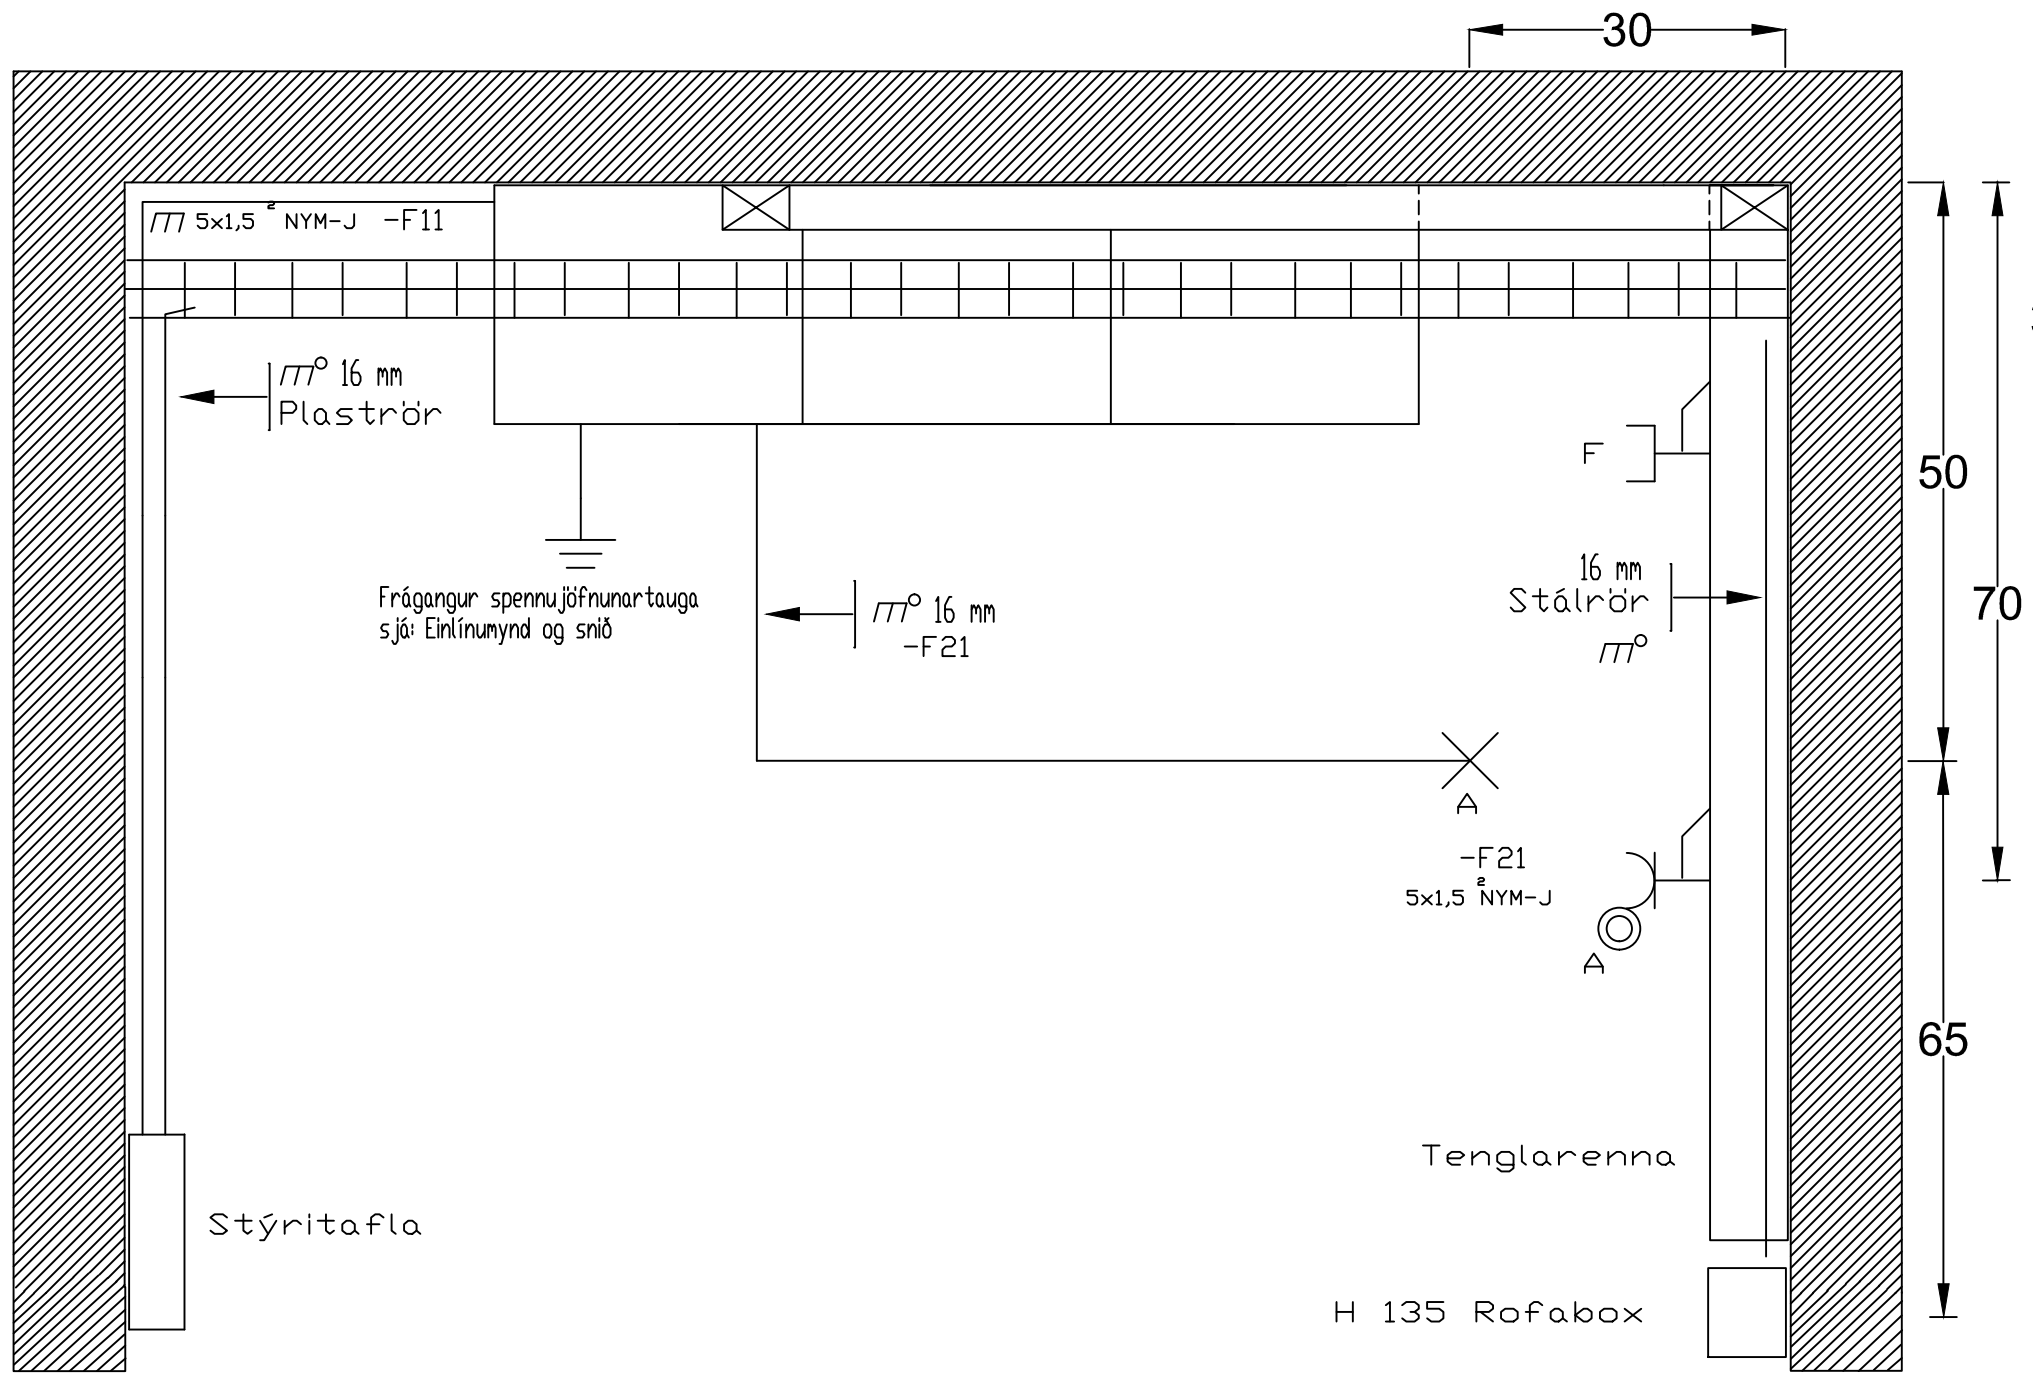 30
5x1,5 ² NYM-J -F11
16 mm
Plaströr
F
50
16 mm
Stálrör
70
Frágangur spennujöfnunartauga
sjá: Einlínumynd og snið
16 mm
-F21
A
-F21
5x1,5 ² NYM-J
A
65
Tenglarenna
Stýritafla
H 135 Rofabox